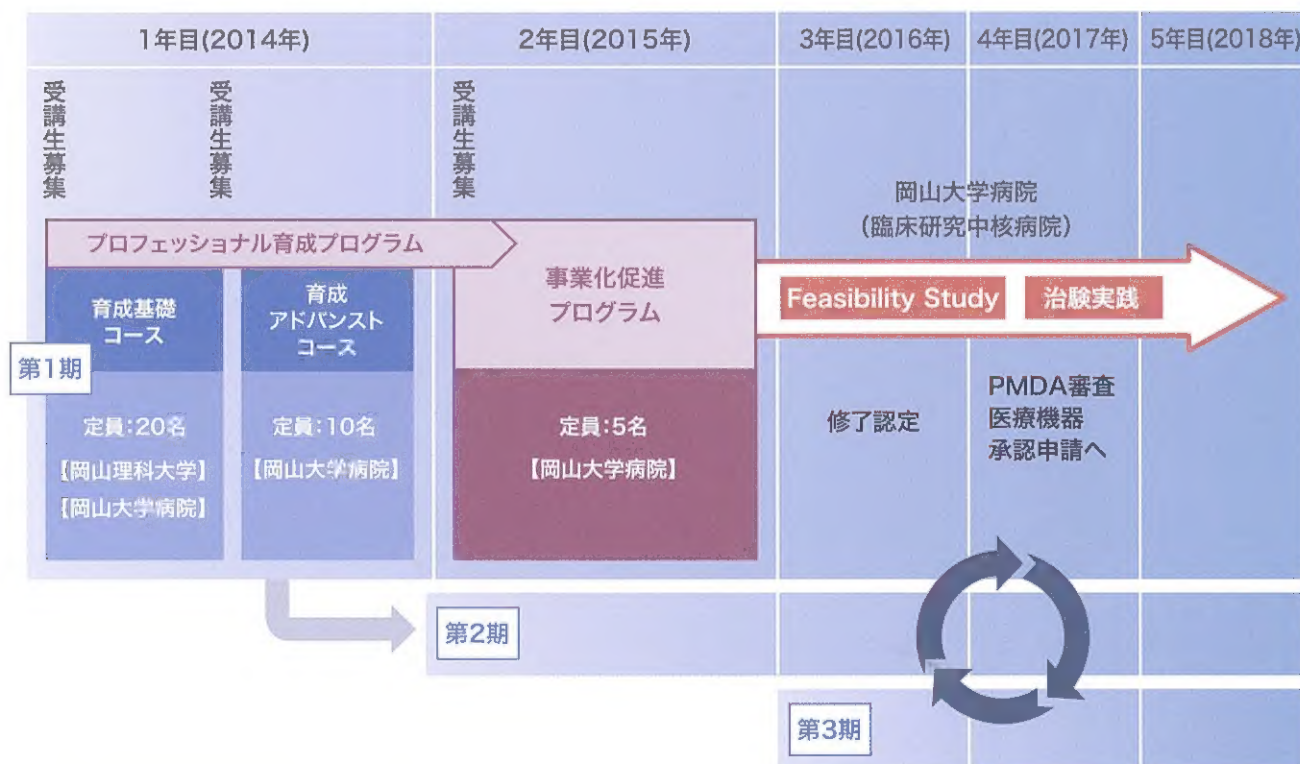 1年目(2014年)
2年目(2015年)
3年目(2016年)
4年目(2017年)
5年目(2018年)
受講生募集
受講生募集
受講生募集
岡山大学病院
(臨床研究中核病院)
プロフェッショナル育成プログラム
育成基礎
コース
育成
アドバンスト
コース
事業化促進
プログラム
Feasibility Study
治験実践
第1期
定員:20名
【岡山理科大学】
【岡山大学病院】
定員:10名
【岡山大学病院】
定員:5名
【岡山大学病院】
修了認定
PMDA審査
医療機器
承認申請へ
第2期
第3期